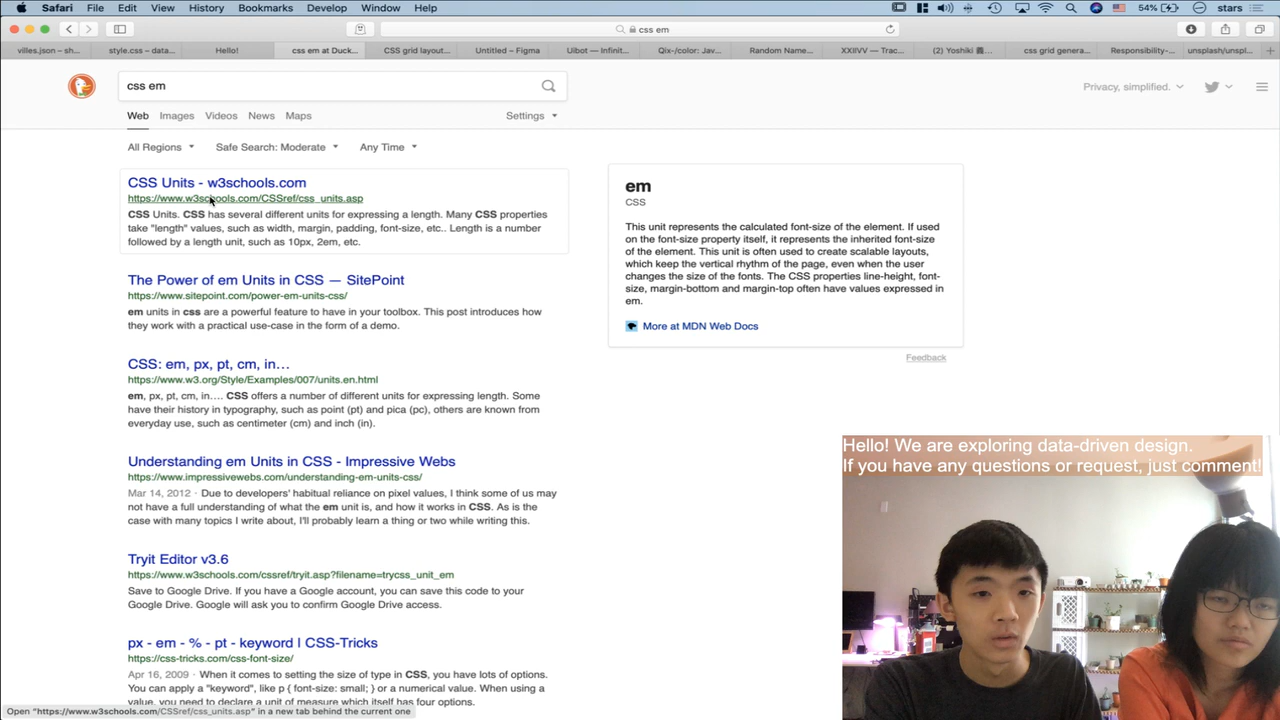 Safari File Edit View History Bookmarks Develop Window Help 54% stars
css em
villes.json – sh... style.css – data... Hello! css em at Duck... CSS grid layout... Untitled – Figma Uibot — Infinit... Qix-/color: Jav... Random Name... XXIIVV — Trac... (2) Yoshiki css grid genera... Responsibility-... unsplash/unspl...
css em
Privacy, simplified.
Web Images Videos News Maps Settings
All Regions Safe Search: Moderate Any Time
CSS Units - w3schools.com
https://www.w3schools.com/CSSref/css_units.asp
CSS Units. CSS has several different units for expressing a length. Many CSS properties
take "length" values, such as width, margin, padding, font-size, etc.. Length is a number
followed by a length unit, such as 10px, 2em, etc.
The Power of em Units in CSS — SitePoint
https://www.sitepoint.com/power-em-units-css/
em units in css are a powerful feature to have in your toolbox. This post introduces how
they work with a practical use-case in the form of a demo.
CSS: em, px, pt, cm, in…
https://www.w3.org/Style/Examples/007/units.en.html
em, px, pt, cm, in…. CSS offers a number of different units for expressing length. Some
have their history in typography, such as point (pt) and pica (pc), others are known from
everyday use, such as centimeter (cm) and inch (in).
Understanding em Units in CSS - Impressive Webs
https://www.impressivewebs.com/understanding-em-units-css/
Mar 14, 2012 · Due to developers' habitual reliance on pixel values, I think some of us may
not have a full understanding of what the em unit is, and how it works in CSS. As is the
case with many topics I write about, I'll probably learn a thing or two while writing this.
Tryit Editor v3.6
https://www.w3schools.com/cssref/tryit.asp?filename=trycss_unit_em
Save to Google Drive. If you have a Google account, you can save this code to your
Google Drive. Google will ask you to confirm Google Drive access.
px - em - % - pt - keyword | CSS-Tricks
https://css-tricks.com/css-font-size/
Apr 16, 2009 · When it comes to setting the size of type in CSS, you have lots of options.
You can apply a "keyword", like p { font-size: small; } or a numerical value. When using a
value, you need to declare a unit of measure which itself has four options.
Open "https://www.w3schools.com/CSSref/css_units.asp" in a new tab behind the current one
em
CSS
This unit represents the calculated font-size of the element. If used
on the font-size property itself, it represents the inherited font-size
of the element. This unit is often used to create scalable layouts,
which keep the vertical rhythm of the page, even when the user
changes the size of the fonts. The CSS properties line-height, font-
size, margin-bottom and margin-top often have values expressed in
em.
More at MDN Web Docs
Feedback
Hello! We are exploring data-driven design.
If you have any questions or request, just comment!